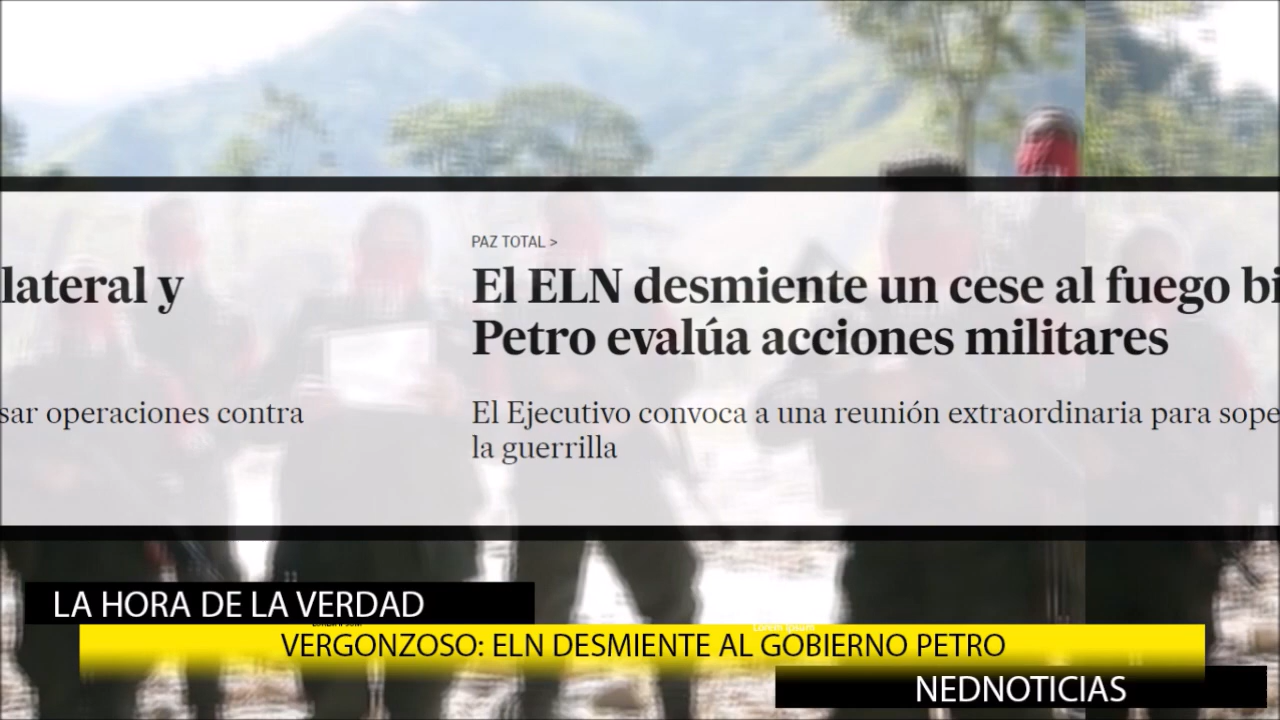 PAZ TOTAL >
lateral y
El ELN desmiente un cese al fuego bi
Petro evalúa acciones militares
sar operaciones contra
El Ejecutivo convoca a una reunión extraordinaria para sope
la guerrilla
LA HORA DE LA VERDAD
Lorem ipsum
VERGONZOSO: ELN DESMIENTE AL GOBIERNO PETRO
NEDNOTICIAS